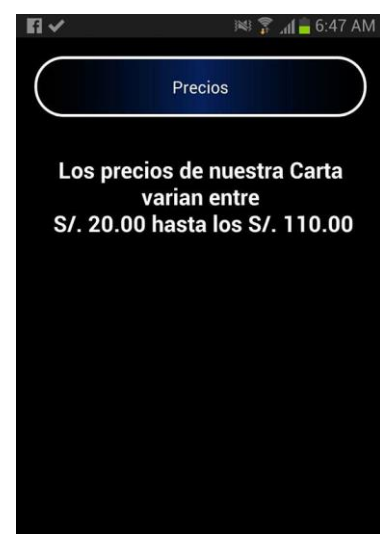 6:47 AM
Precios
Los precios de nuestra Carta
varian entre
S/. 20.00 hasta los S/. 110.00